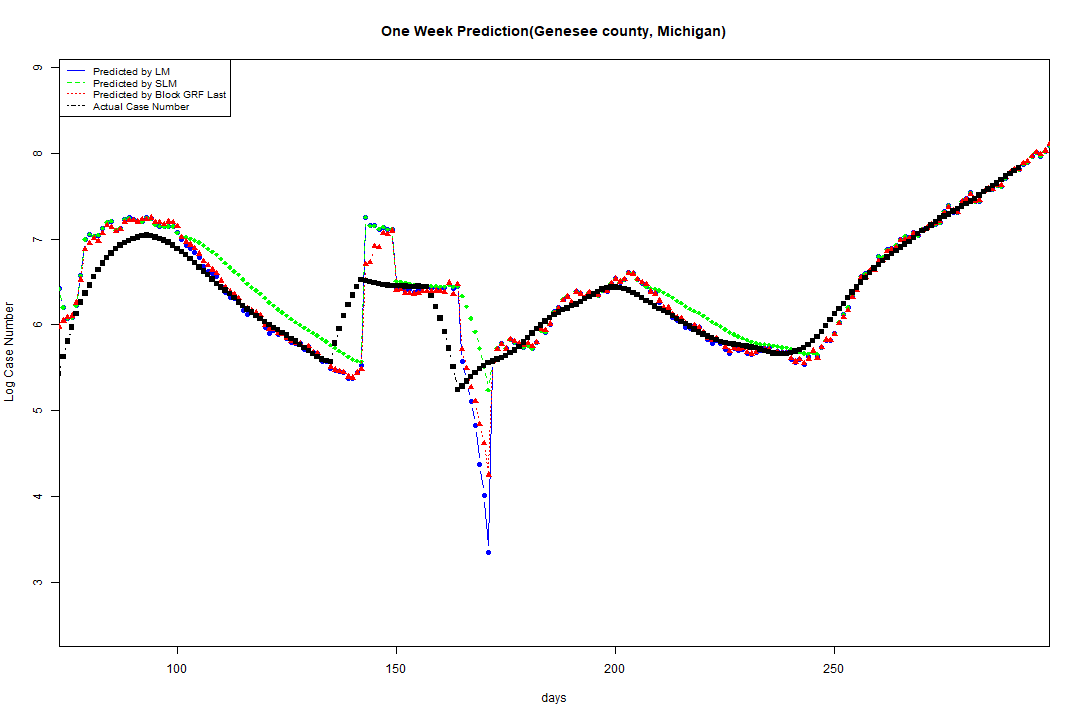 One Week Prediction(Genesee county, Michigan)
Predicted by LM
Predicted by SLM
Predicted by Block GRF Last
Actual Case Number
9
8
7
6
5
4
3
Log Case Number
100 150 200 250
days